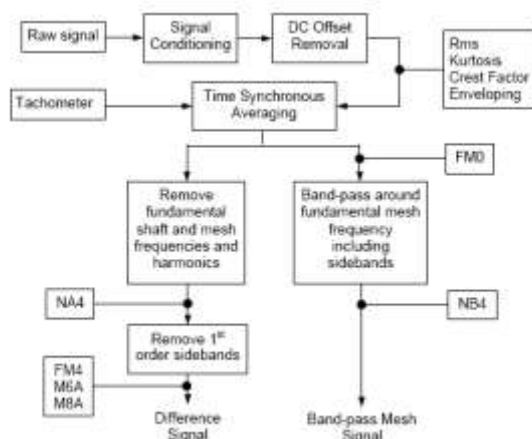 Raw signal
Signal
Conditioning
DC Offset
Removal
Rms
Kurtosis
Crest Factor
Enveloping
Tachometer
Time Synchronous
Averaging
FM0
Remove
fundamental
shaft and mesh
frequencies and
harmonics
Band-pass around
fundamental mesh
frequency
including
sidebands
NA4
NB4
Remove 1st
order sidebands
FM4
M6A
M8A
Difference
Signal
Band-pass Mesh
Signal